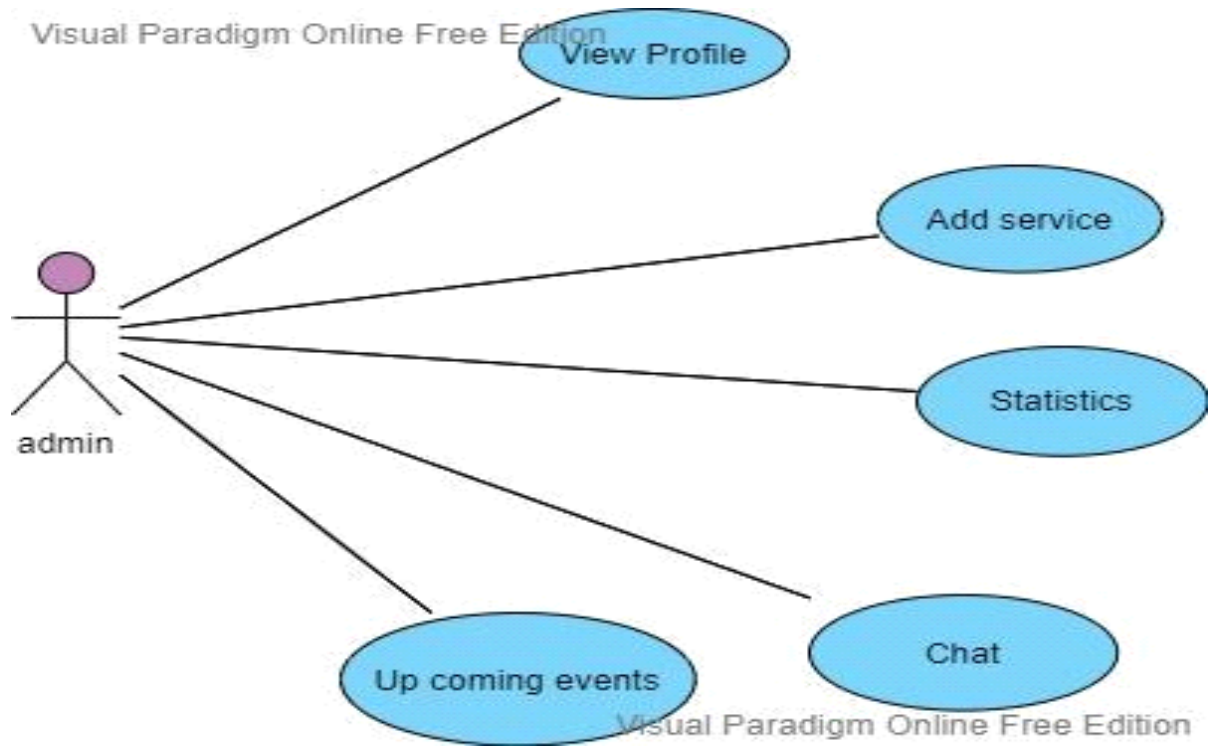 Visual Paradigm Online Free Edition
View Profile
Add service
Statistics
admin
Chat
Up coming events
Visual Paradigm Online Free Edition